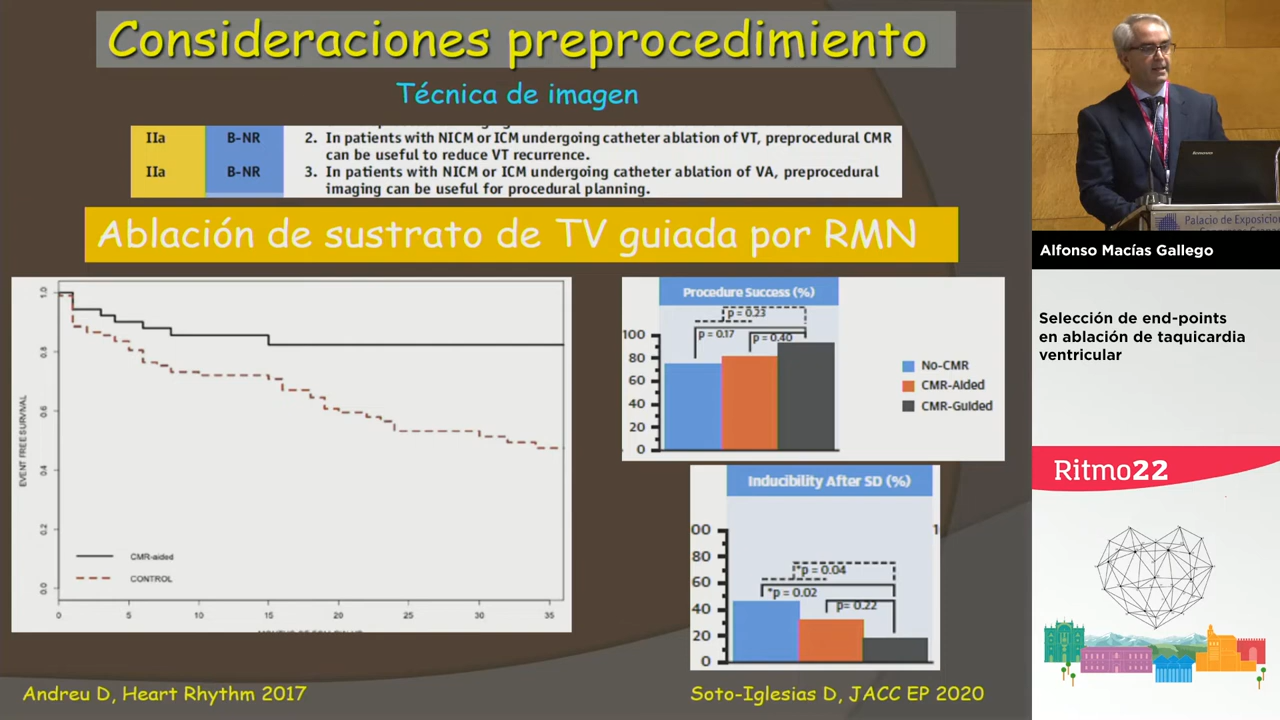 Consideraciones preprocedimiento
Técnica de imagen
IIa B-NR 2. In patients with NICM or ICM undergoing catheter ablation of VT, preprocedural CMR
can be useful to reduce VT recurrence.
IIa B-NR 3. In patients with NICM or ICM undergoing catheter ablation of VA, preprocedural
imaging can be useful for procedural planning.
Ablación de sustrato de TV guiada por RMN
EVENT FREE SURVIVAL
1.0
0.8
0.6
0.4
0.2
0.0
CMR-aided
CONTROL
0 5 10 15 20 25 30 35
Procedure Success (%)
p = 0.23
p = 0.17
p = 0.40
100
80
60
40
20
0
No-CMR
CMR-Aided
CMR-Guided
Inducibility After SD (%)
*p = 0.04
*p = 0.02
p= 0.22
00
80
60
40
20
0
1
Andreu D, Heart Rhythm 2017
Soto-Iglesias D, JACC EP 2020
lenovo
Palacio de Exposicion
Alfonso Macías Gallego
Selección de end-points
en ablación de taquicardia
ventricular
Ritmo22